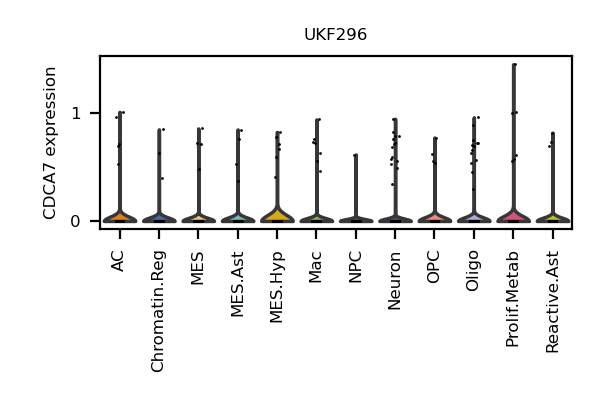 UKF296
CDCA7 expression
1
0
AC
Chromatin.Reg
MES
MES.Ast
MES.Hyp
Mac
NPC
Neuron
OPC
Oligo
Prolif.Metab
Reactive.Ast